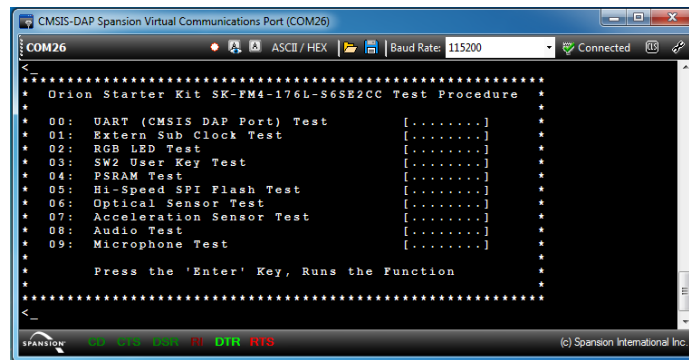 CMSIS-DAP Spansion Virtual Communications Port (COM26)
COM26 ASCII / HEX Baud Rate: 115200 Connected CLS
<_
******************************************************
* Orion Starter Kit SK-FM4-176L-S6SE2CC Test Procedure *
* *
* 00: UART (CMSIS DAP Port) Test [........] *
* 01: Extern Sub Clock Test [........] *
* 02: RGB LED Test [........] *
* 03: SW2 User Key Test [........] *
* 04: PSRAM Test [........] *
* 05: Hi-Speed SPI Flash Test [........] *
* 06: Optical Sensor Test [........] *
* 07: Acceleration Sensor Test [........] *
* 08: Audio Test [........] *
* 09: Microphone Test [........] *
* *
* Press the 'Enter' Key, Runs the Function *
* *
******************************************************
<_
SPANSION CD CTS DSR RI DTR RTS (c) Spansion International Inc.